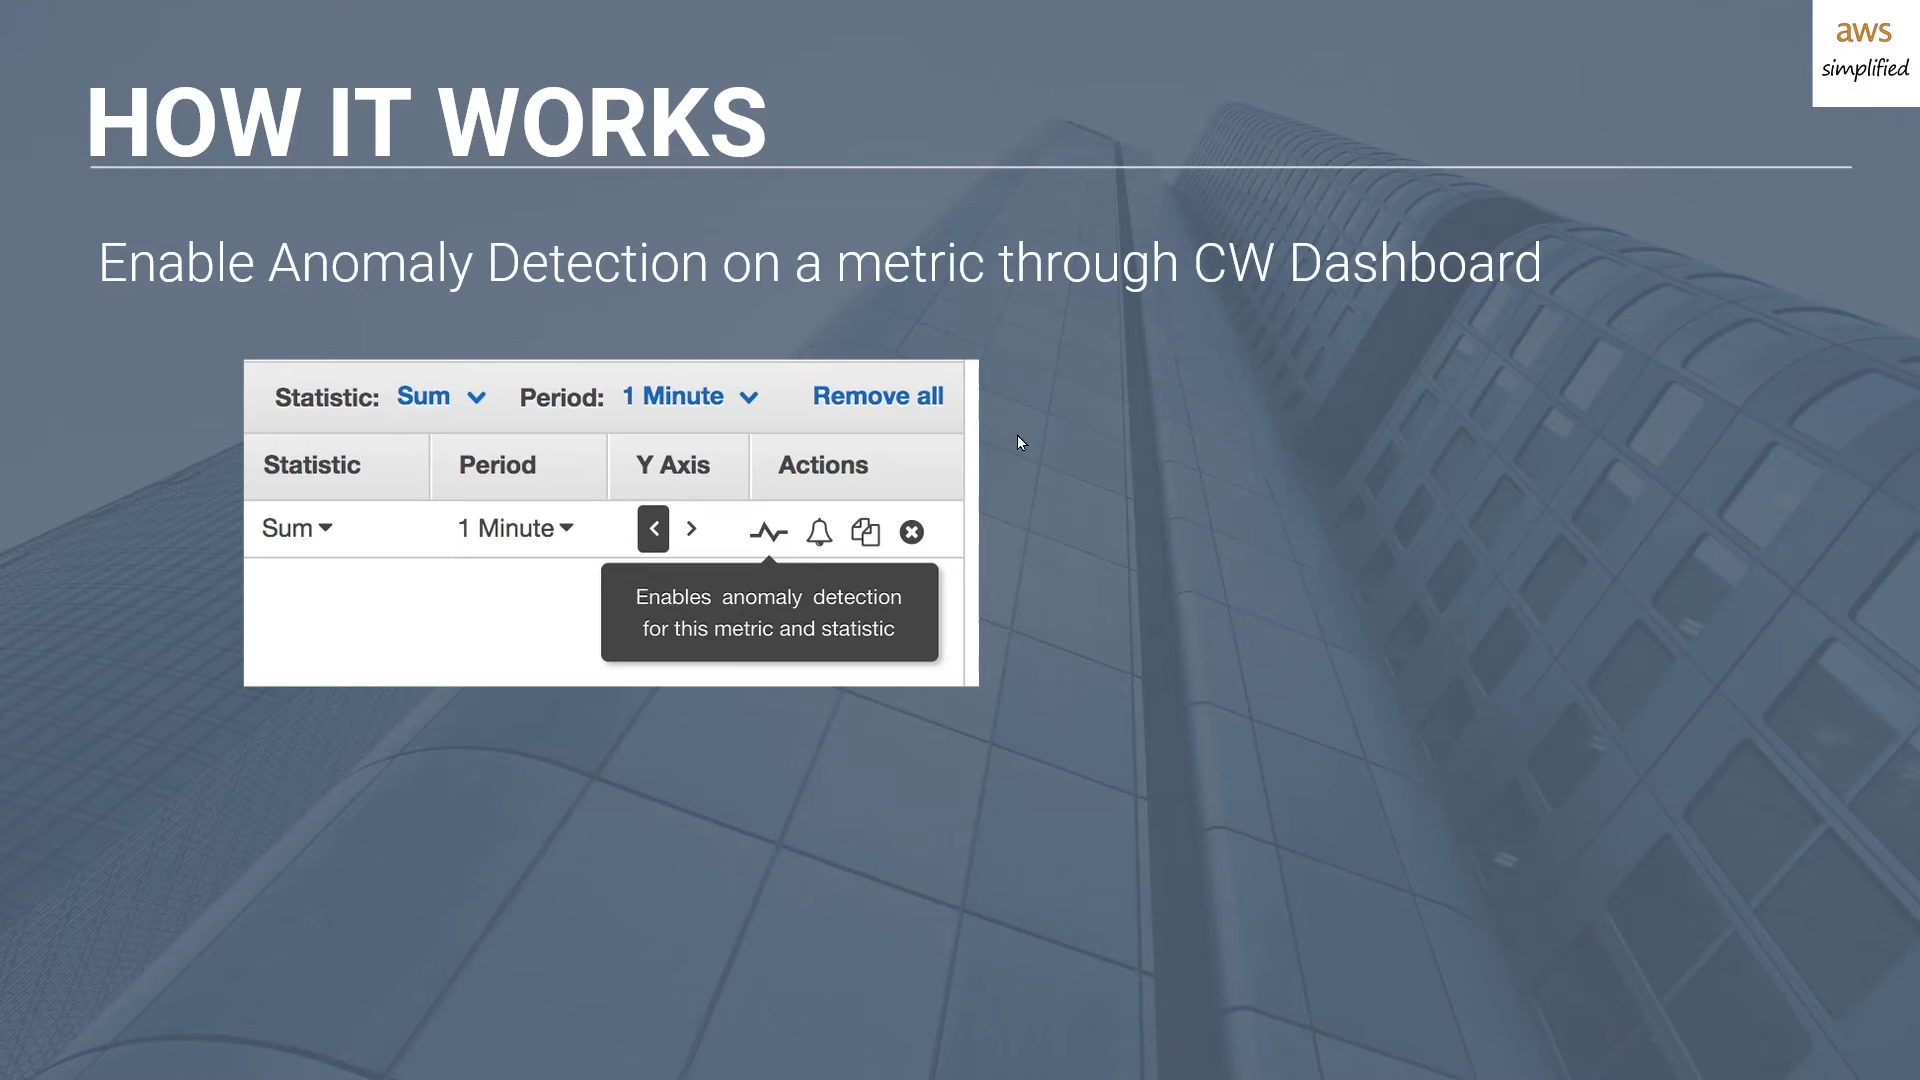 aws
simplified
HOW IT WORKS
Enable Anomaly Detection on a metric through CW Dashboard
Statistic: Sum Period: 1 Minute Remove all
Statistic Period Y Axis Actions
Sum 1 Minute
Enables anomaly detection
for this metric and statistic